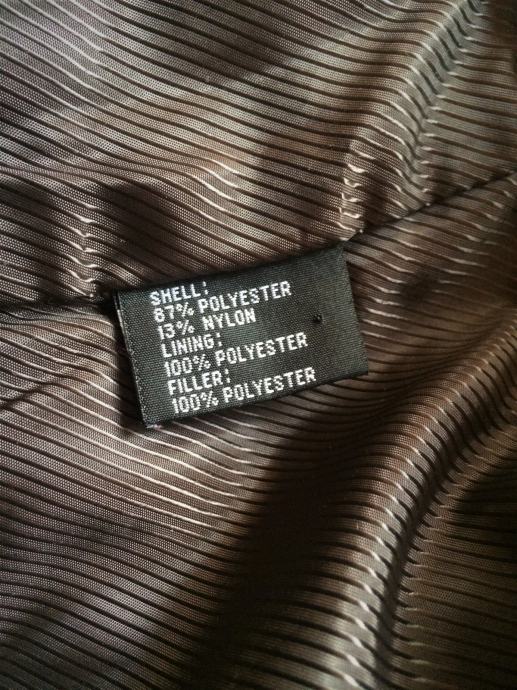 SHELL:
87% POLYESTER
13% NYLON
LINING:
100% POLYESTER
FILLER:
100% POLYESTER